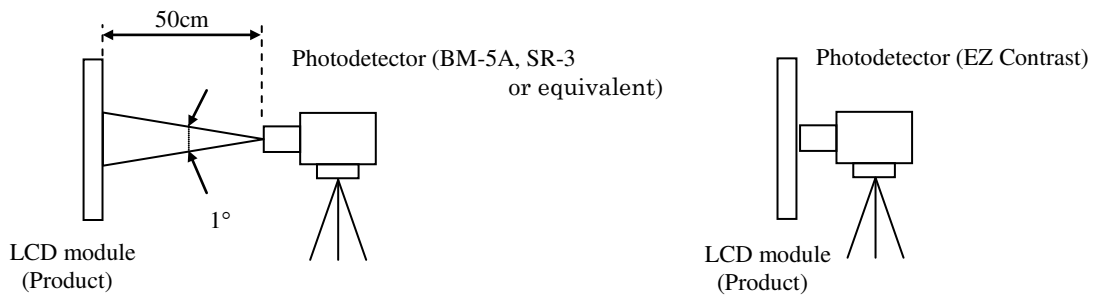 50cm
Photodetector (BM-5A, SR-3
or equivalent)
1°
LCD module
(Product)
Photodetector (EZ Contrast)
LCD module
(Product)